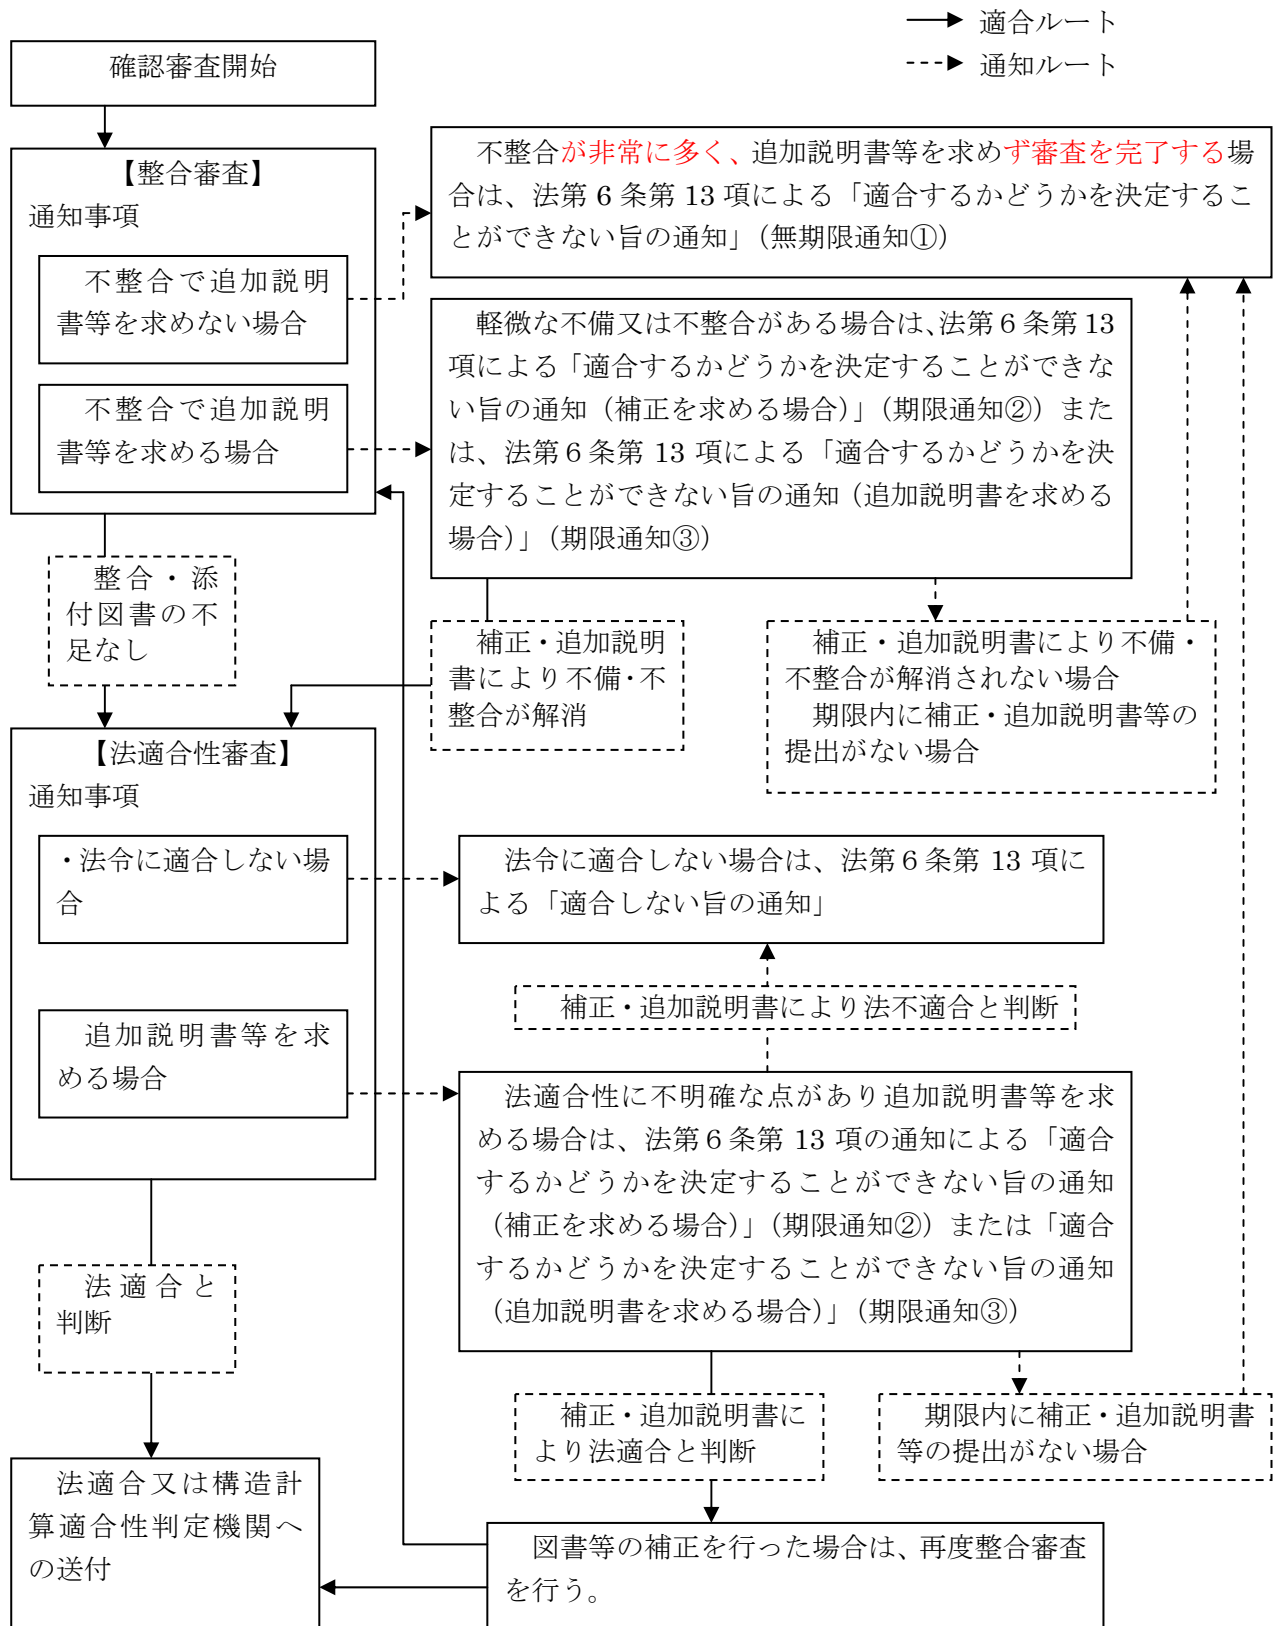 適合ルート
通知ルート
確認審査開始
【整合審査】
通知事項
不整合で追加説明
書等を求めない場合
不整合で追加説明
書等を求める場合
不整合が非常に多く、追加説明書等を求めず審査を完了する場
合は、法第 6 条第 13 項による「適合するかどうかを決定するこ
とができない旨の通知」(無期限通知①)
軽微な不備又は不整合がある場合は、法第6条第13
項による「適合するかどうかを決定することができな
い旨の通知(補正を求める場合)」(期限通知②)また
は、法第6条第 13 項による「適合するかどうかを決
定することができない旨の通知(追加説明書を求める
場合)」(期限通知③)
整合・添
付図書の不
足なし
補正・追加説明
書により不備・不
整合が解消
補正・追加説明書により不備・
不整合が解消されない場合
期限内に補正・追加説明書等の
提出がない場合
【法適合性審査】
通知事項
・法令に適合しない場
合
追加説明書等を求
める場合
法令に適合しない場合は、法第6条第 13 項に
よる「適合しない旨の通知」
補正・追加説明書により法不適合と判断
法適合性に不明確な点があり追加説明書等を求
める場合は、法第6条第 13 項の通知による「適合
するかどうかを決定することができない旨の通知
(補正を求める場合)」(期限通知②)または「適合
するかどうかを決定することができない旨の通知
(追加説明書を求める場合)」(期限通知③)
法適合と
判断
補正・追加説明書に
より法適合と判断
期限内に補正・追加説明書
等の提出がない場合
法適合又は構造計
算適合性判定機関へ
の送付
図書等の補正を行った場合は、再度整合審査
を行う。